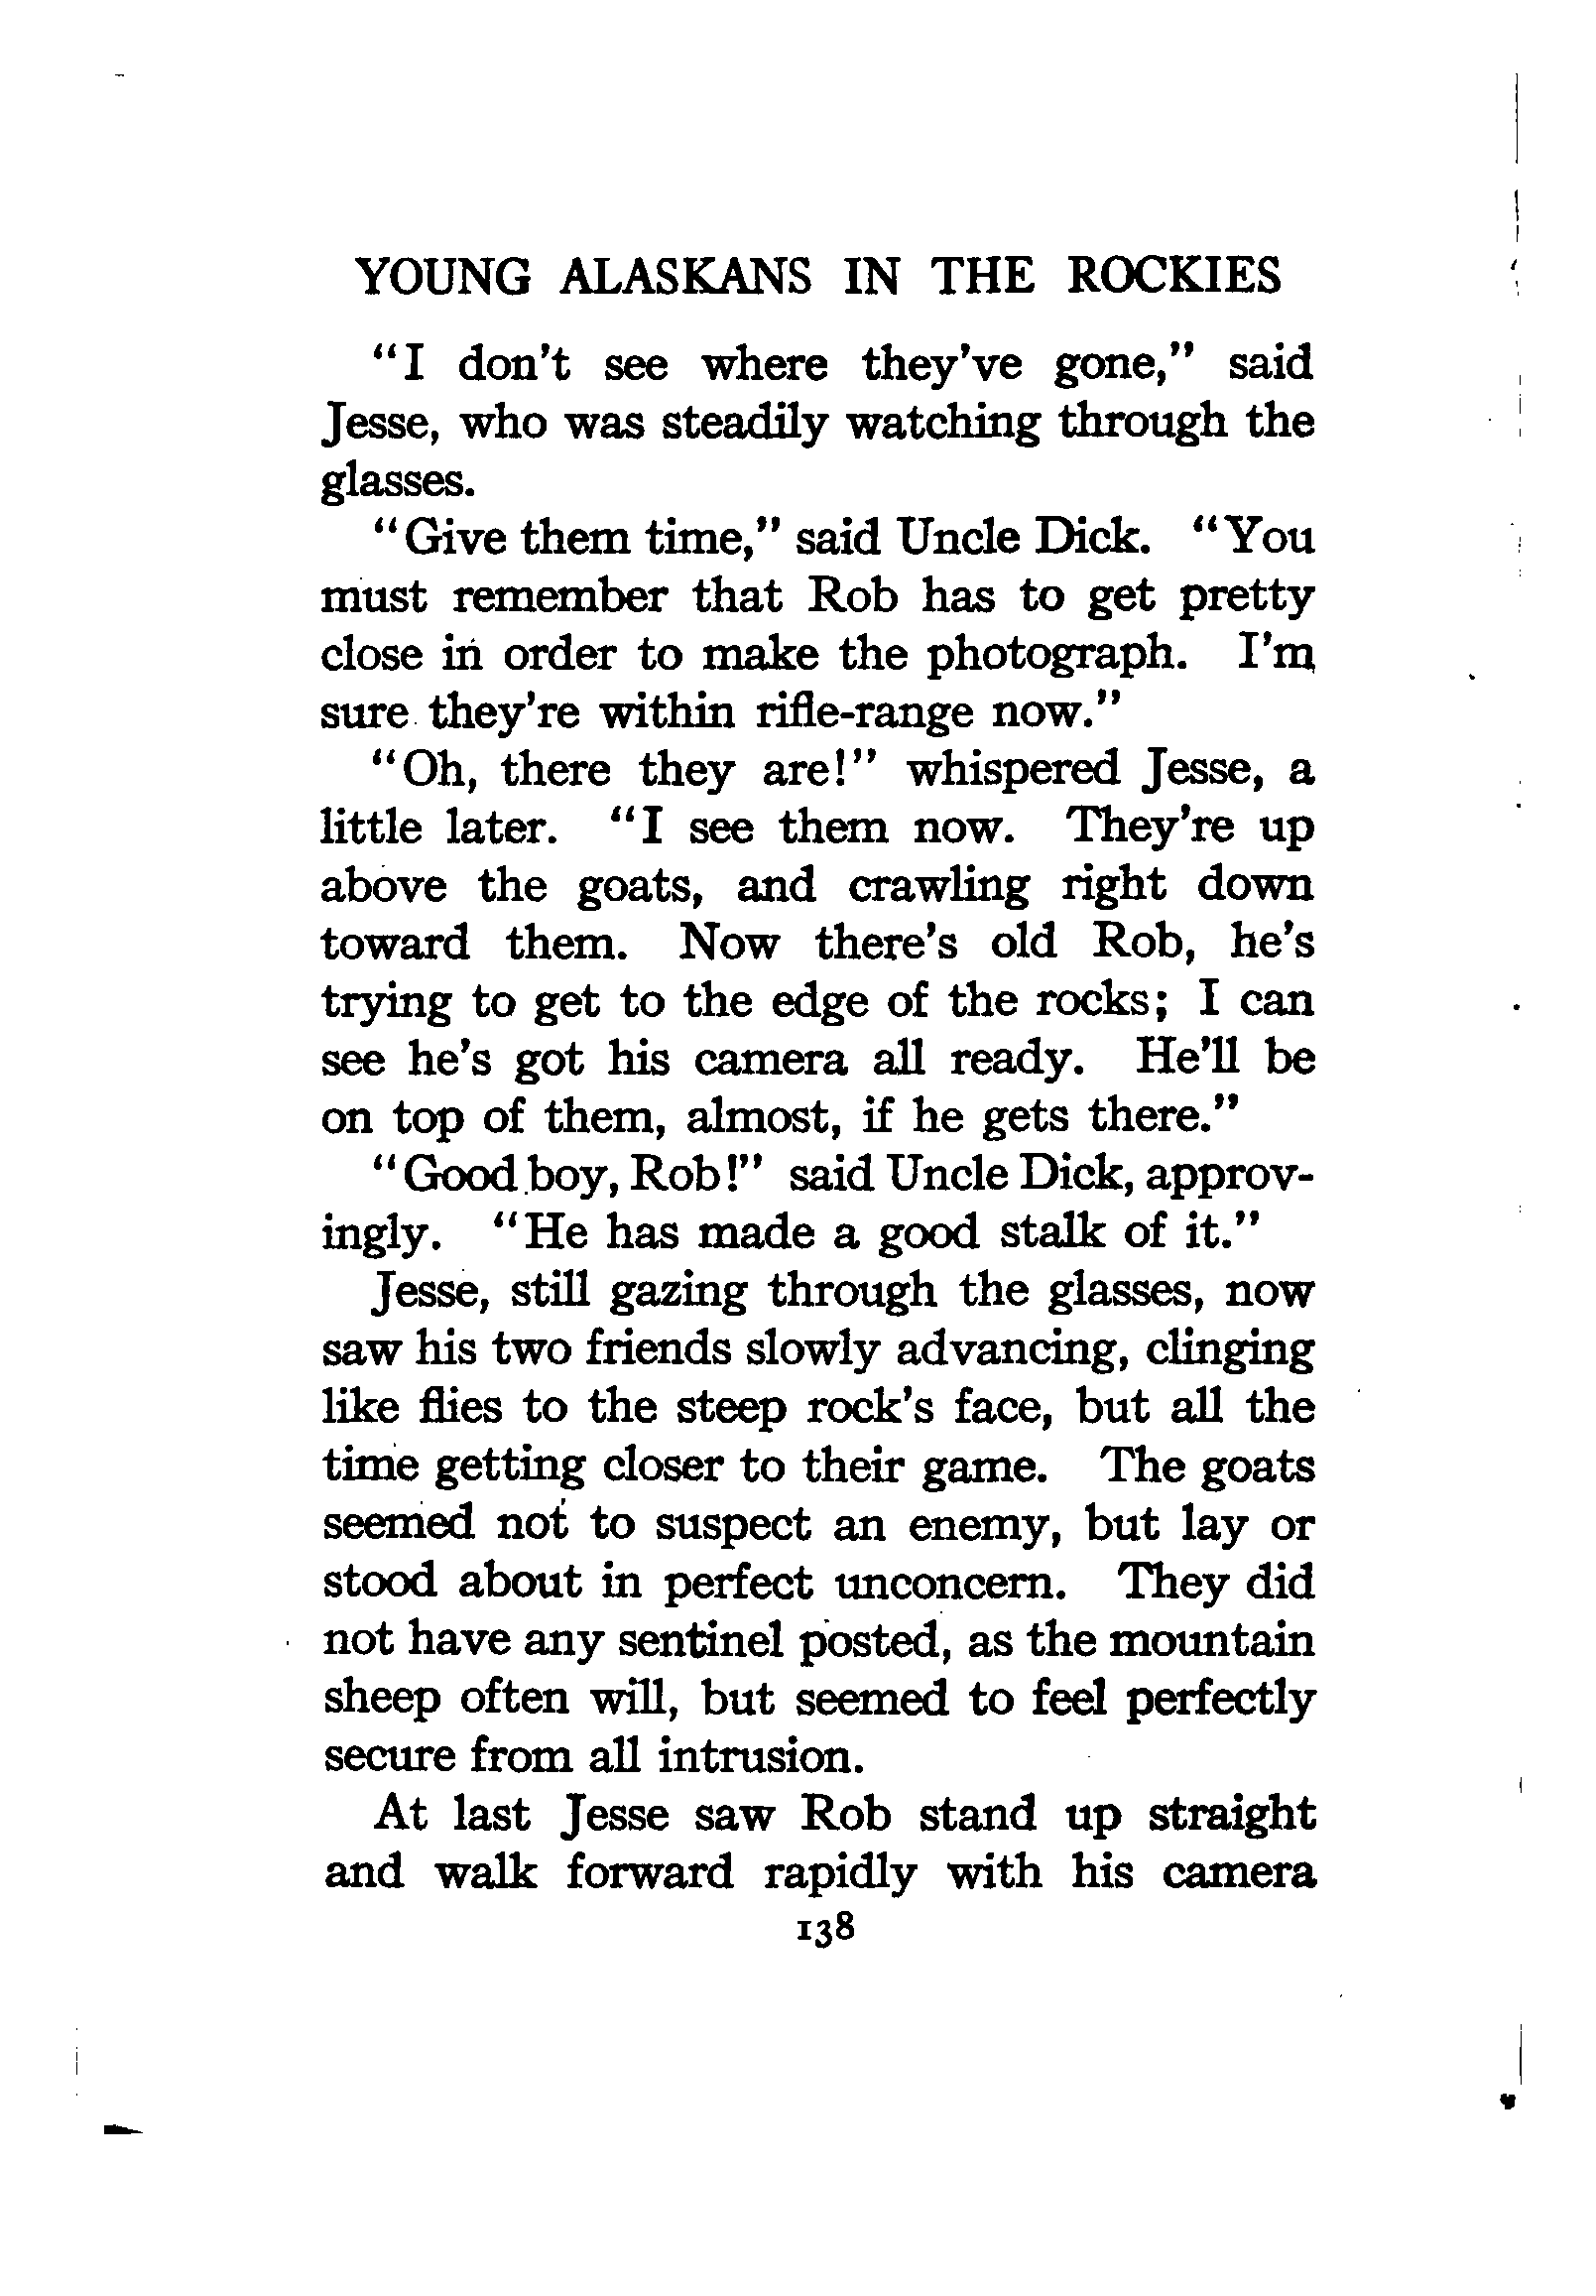 YOUNG ALASKANS IN THE ROCKIES
“I don't see where they've gone,” said
Jesse, who was steadily watching through the
glasses.
“Give them time,” said Uncle Dick. “You
must remember that Rob has to get pretty
close in order to make the photograph. I'm
sure they're within rifle-range now.”
“Oh, there they are!” whispered Jesse, a
little later. “I see them now. They're up
above the goats, and crawling right down
toward them. Now there's old Rob, he's
trying to get to the edge of the rocks; I can
see he's got his camera all ready. He'll be
on top of them, almost, if he gets there.”
“Good boy, Rob!” said Uncle Dick, approv-
ingly. “He has made a good stalk of it.”
Jesse, still gazing through the glasses, now
saw his two friends slowly advancing, clinging
like flies to the steep rock's face, but all the
time getting closer to their game. The goats
seemed not to suspect an enemy, but lay or
stood about in perfect unconcern. They did
not have any sentinel posted, as the mountain
sheep often will, but seemed to feel perfectly
secure from all intrusion.
At last Jesse saw Rob stand up straight
and walk forward rapidly with his camera
138